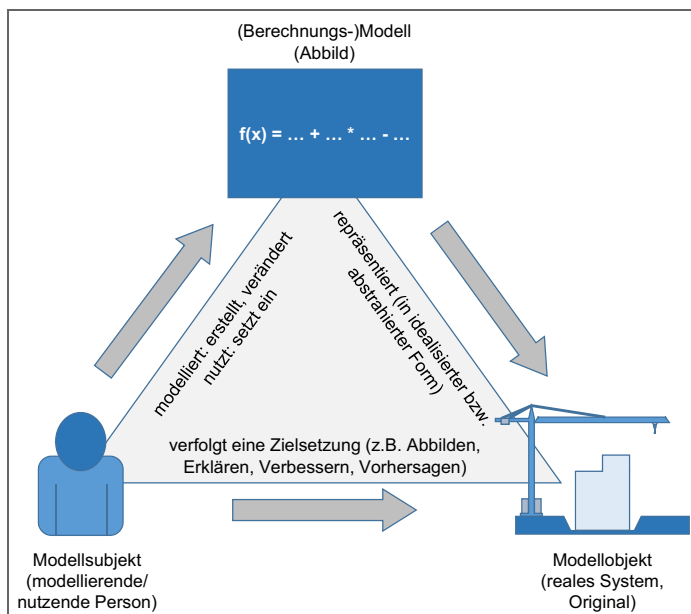 (Berechnungs-)Modell
(Abbild)
f(x) = … + … * … - …
modelliert: erstellt, verändert
nutzt: setzt ein
repräsentiert (in idealisierter bzw.
abstrahierter Form)
verfolgt eine Zielsetzung (z.B. Abbilden,
Erklären, Verbessern, Vorhersagen)
Modellsubjekt
(modellierende/
nutzende Person)
Modellobjekt
(reales System,
Original)